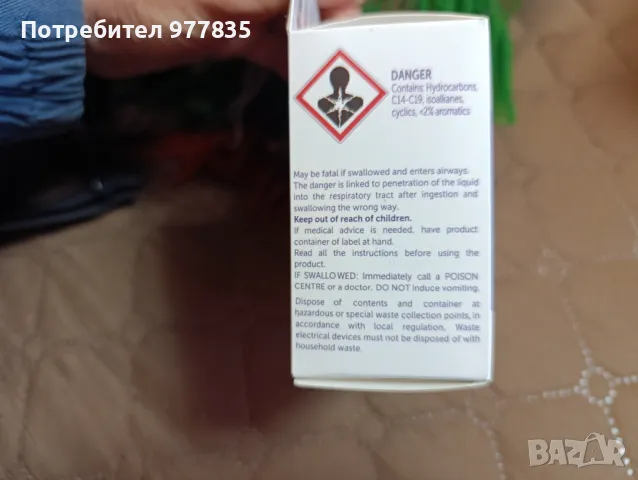 Потребител 977835
DANGER
Contains: Hydrocarbons,
C14-C19, isoalkanes,
cyclics, <2% aromatics
May be fatal if swallowed and enters airways.
The danger is linked to penetration of the liquid
into the respiratory tract after ingestion and
swallowing the wrong way.
Keep out of reach of children.
If medical advice is needed, have product
container of label at hand.
Read all the instructions before using the
product.
IF SWALLOWED: Immediately call a POISON
CENTRE or a doctor. DO NOT induce vomiting.
Dispose of contents and container at
hazardous or special waste collection points, in
accordance with local regulation. Waste
electrical devices must not be disposed of with
household waste.
BAZAR